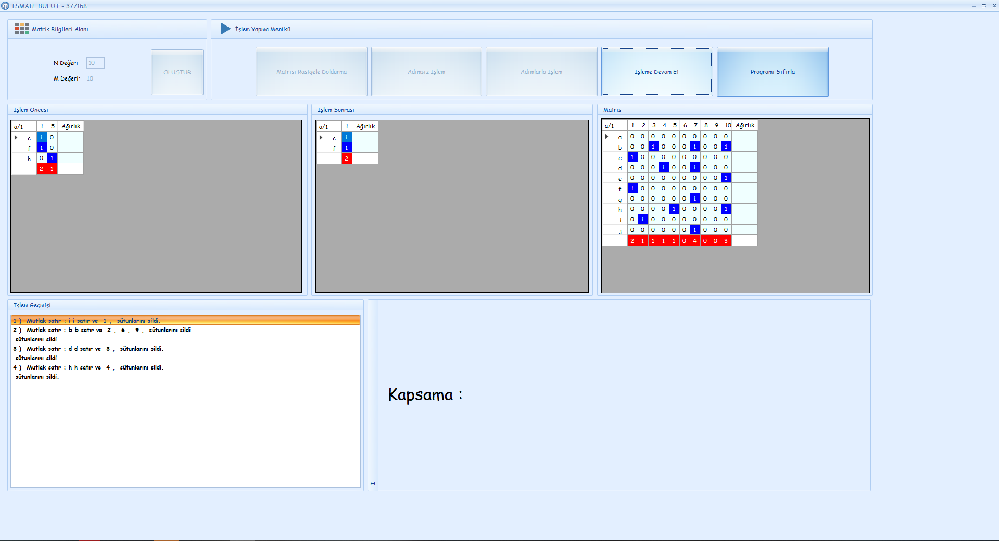 İSMAİL BULUT - 377158
Matris Bilgileri Alanı
İşlem Yapma Menüsü
N Değeri : 10
M Değeri: 10
OLUŞTUR
Matrisi Rastgele Doldurma
Adımsız İşlem
Adımlarla İşlem
İşleme Devam Et
Programı Sıfırla
İşlem Öncesi
a/1 1 5 Ağırlık
c 1 0
f 1 0
h 0 1
2 1
İşlem Sonrası
a/1 1 Ağırlık
c 1
f 1
2
Matris
a/1 1 2 3 4 5 6 7 8 9 10 Ağırlık
a 0 0 0 0 0 0 0 0 0 0
b 0 0 1 0 0 0 1 0 0 1
c 1 0 0 0 0 0 0 0 0 0
d 0 0 0 1 0 0 1 0 0 0
e 0 0 0 0 0 0 0 0 0 1
f 1 0 0 0 0 0 0 0 0 0
g 0 0 0 0 0 0 1 0 0 0
h 0 0 0 0 1 0 0 0 0 1
i 0 1 0 0 0 0 0 0 0 0
j 0 0 0 0 0 0 1 0 0 0
2 1 1 1 1 0 4 0 0 3
İşlem Geçmişi
1 ) Mutlak satır : i i satır ve 1 , sütunlarını sildi.
2 ) Mutlak satır : b b satır ve 2 , 6 , 9 , sütunlarını sildi.
sütunlarını sildi.
3 ) Mutlak satır : d d satır ve 3 , sütunlarını sildi.
sütunlarını sildi.
4 ) Mutlak satır : h h satır ve 4 , sütunlarını sildi.
sütunlarını sildi.
Kapsama :